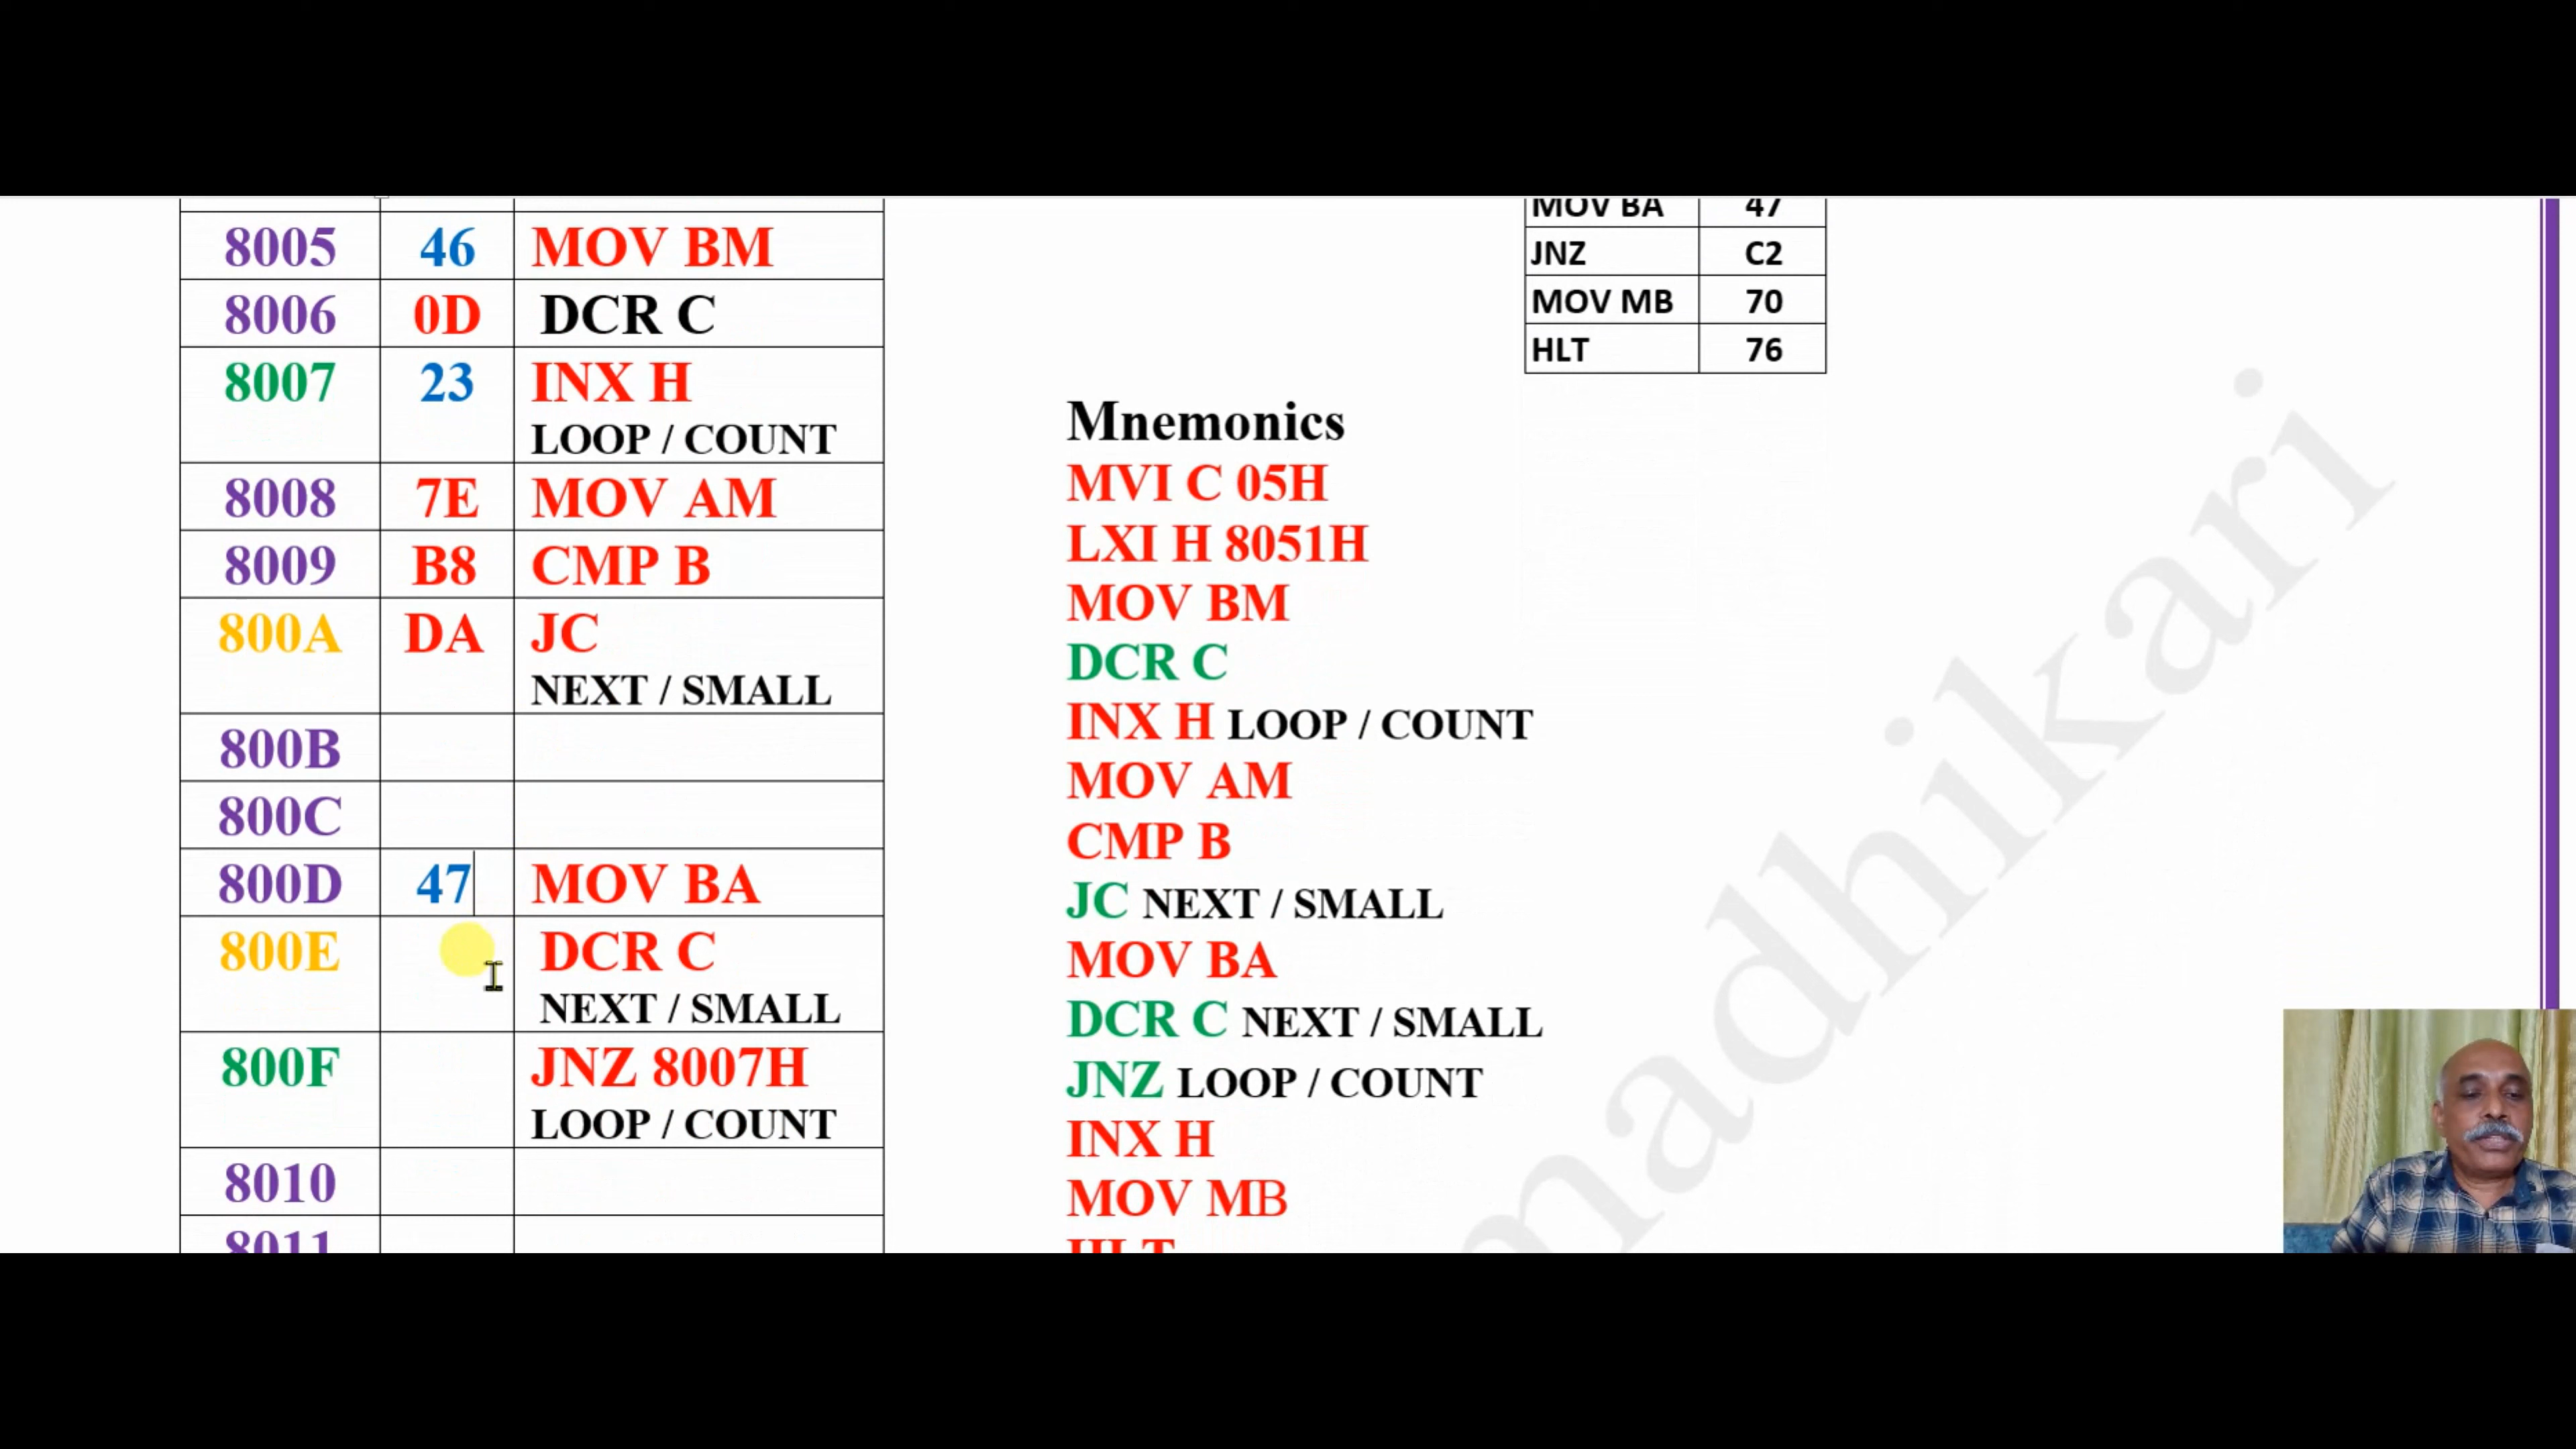 8005 46 MOV BM
8006 0D DCR C
8007 23 INX H
LOOP / COUNT
8008 7E MOV AM
8009 B8 CMP B
800A DA JC
NEXT / SMALL
800B
800C
800D 47 MOV BA
800E DCR C
NEXT / SMALL
800F JNZ 8007H
LOOP / COUNT
8010
8011
MOV BA 47
JNZ C2
MOV MB 70
HLT 76
Mnemonics
MVI C 05H
LXI H 8051H
MOV BM
DCR C
INX H LOOP / COUNT
MOV AM
CMP B
JC NEXT / SMALL
MOV BA
DCR C NEXT / SMALL
JNZ LOOP / COUNT
INX H
MOV MB
HLT
madhikari